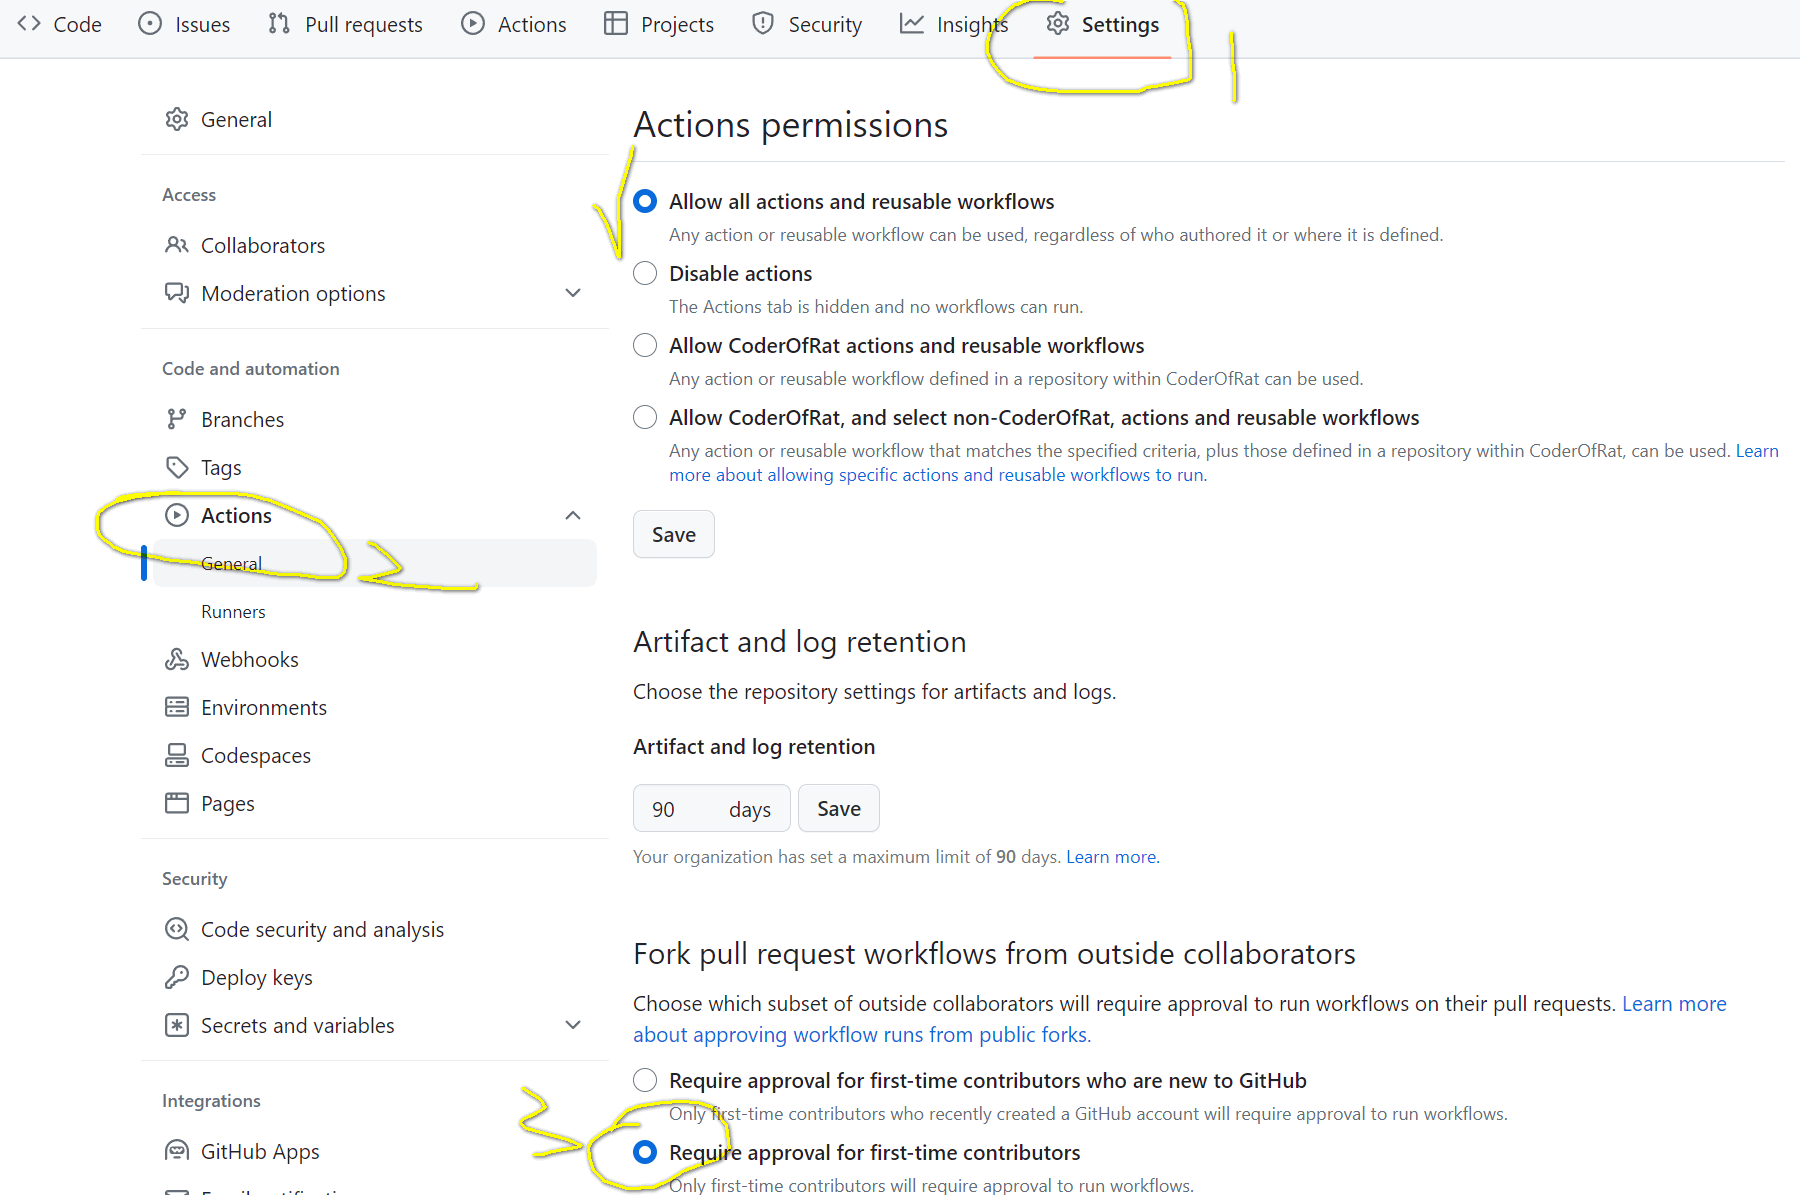 Code Issues Pull requests Actions Projects Security Insights Settings
1
General
Access
Collaborators
Moderation options
Code and automation
Branches
Tags
Actions
General
2
Runners
Webhooks
Environments
Codespaces
Pages
Security
Code security and analysis
Deploy keys
Secrets and variables
Integrations
GitHub Apps
Actions permissions
Allow all actions and reusable workflows
Any action or reusable workflow can be used, regardless of who authored it or where it is defined.
Disable actions
The Actions tab is hidden and no workflows can run.
Allow CoderOfRat actions and reusable workflows
Any action or reusable workflow defined in a repository within CoderOfRat can be used.
Allow CoderOfRat, and select non-CoderOfRat, actions and reusable workflows
Any action or reusable workflow that matches the specified criteria, plus those defined in a repository within CoderOfRat, can be used. Learn
more about allowing specific actions and reusable workflows to run.
Save
Artifact and log retention
Choose the repository settings for artifacts and logs.
Artifact and log retention
90 days Save
Your organization has set a maximum limit of 90 days. Learn more.
Fork pull request workflows from outside collaborators
Choose which subset of outside collaborators will require approval to run workflows on their pull requests. Learn more
about approving workflow runs from public forks.
Require approval for first-time contributors who are new to GitHub
Only first-time contributors who recently created a GitHub account will require approval to run workflows.
3
Require approval for first-time contributors
Only first-time contributors will require approval to run workflows.